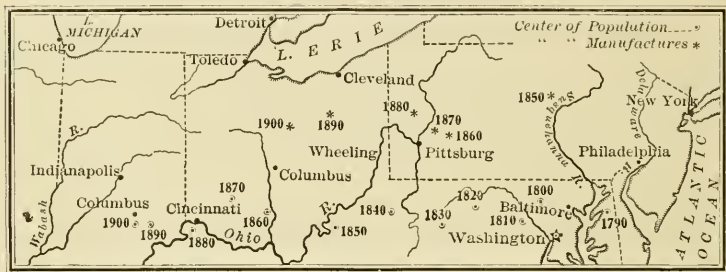 L. MICHIGAN
Chicago
Detroit
Toledo
L. ERIE
Cleveland
Center of Population
" " Manufactures *
1850 *
Susquehanna R.
Delaware R.
New York
Philadelphia
ATLANTIC OCEAN
1900 *
* 1890
1880 *
* 1870
* 1860
Pittsburg
Wheeling
Columbus
R.
Wabash
Indianapolis
Columbus
1900
1890
Cincinnati
1880
1870
1860
Ohio R.
1850
1840
1830
1820
1810
1800
1790
Baltimore
Washington